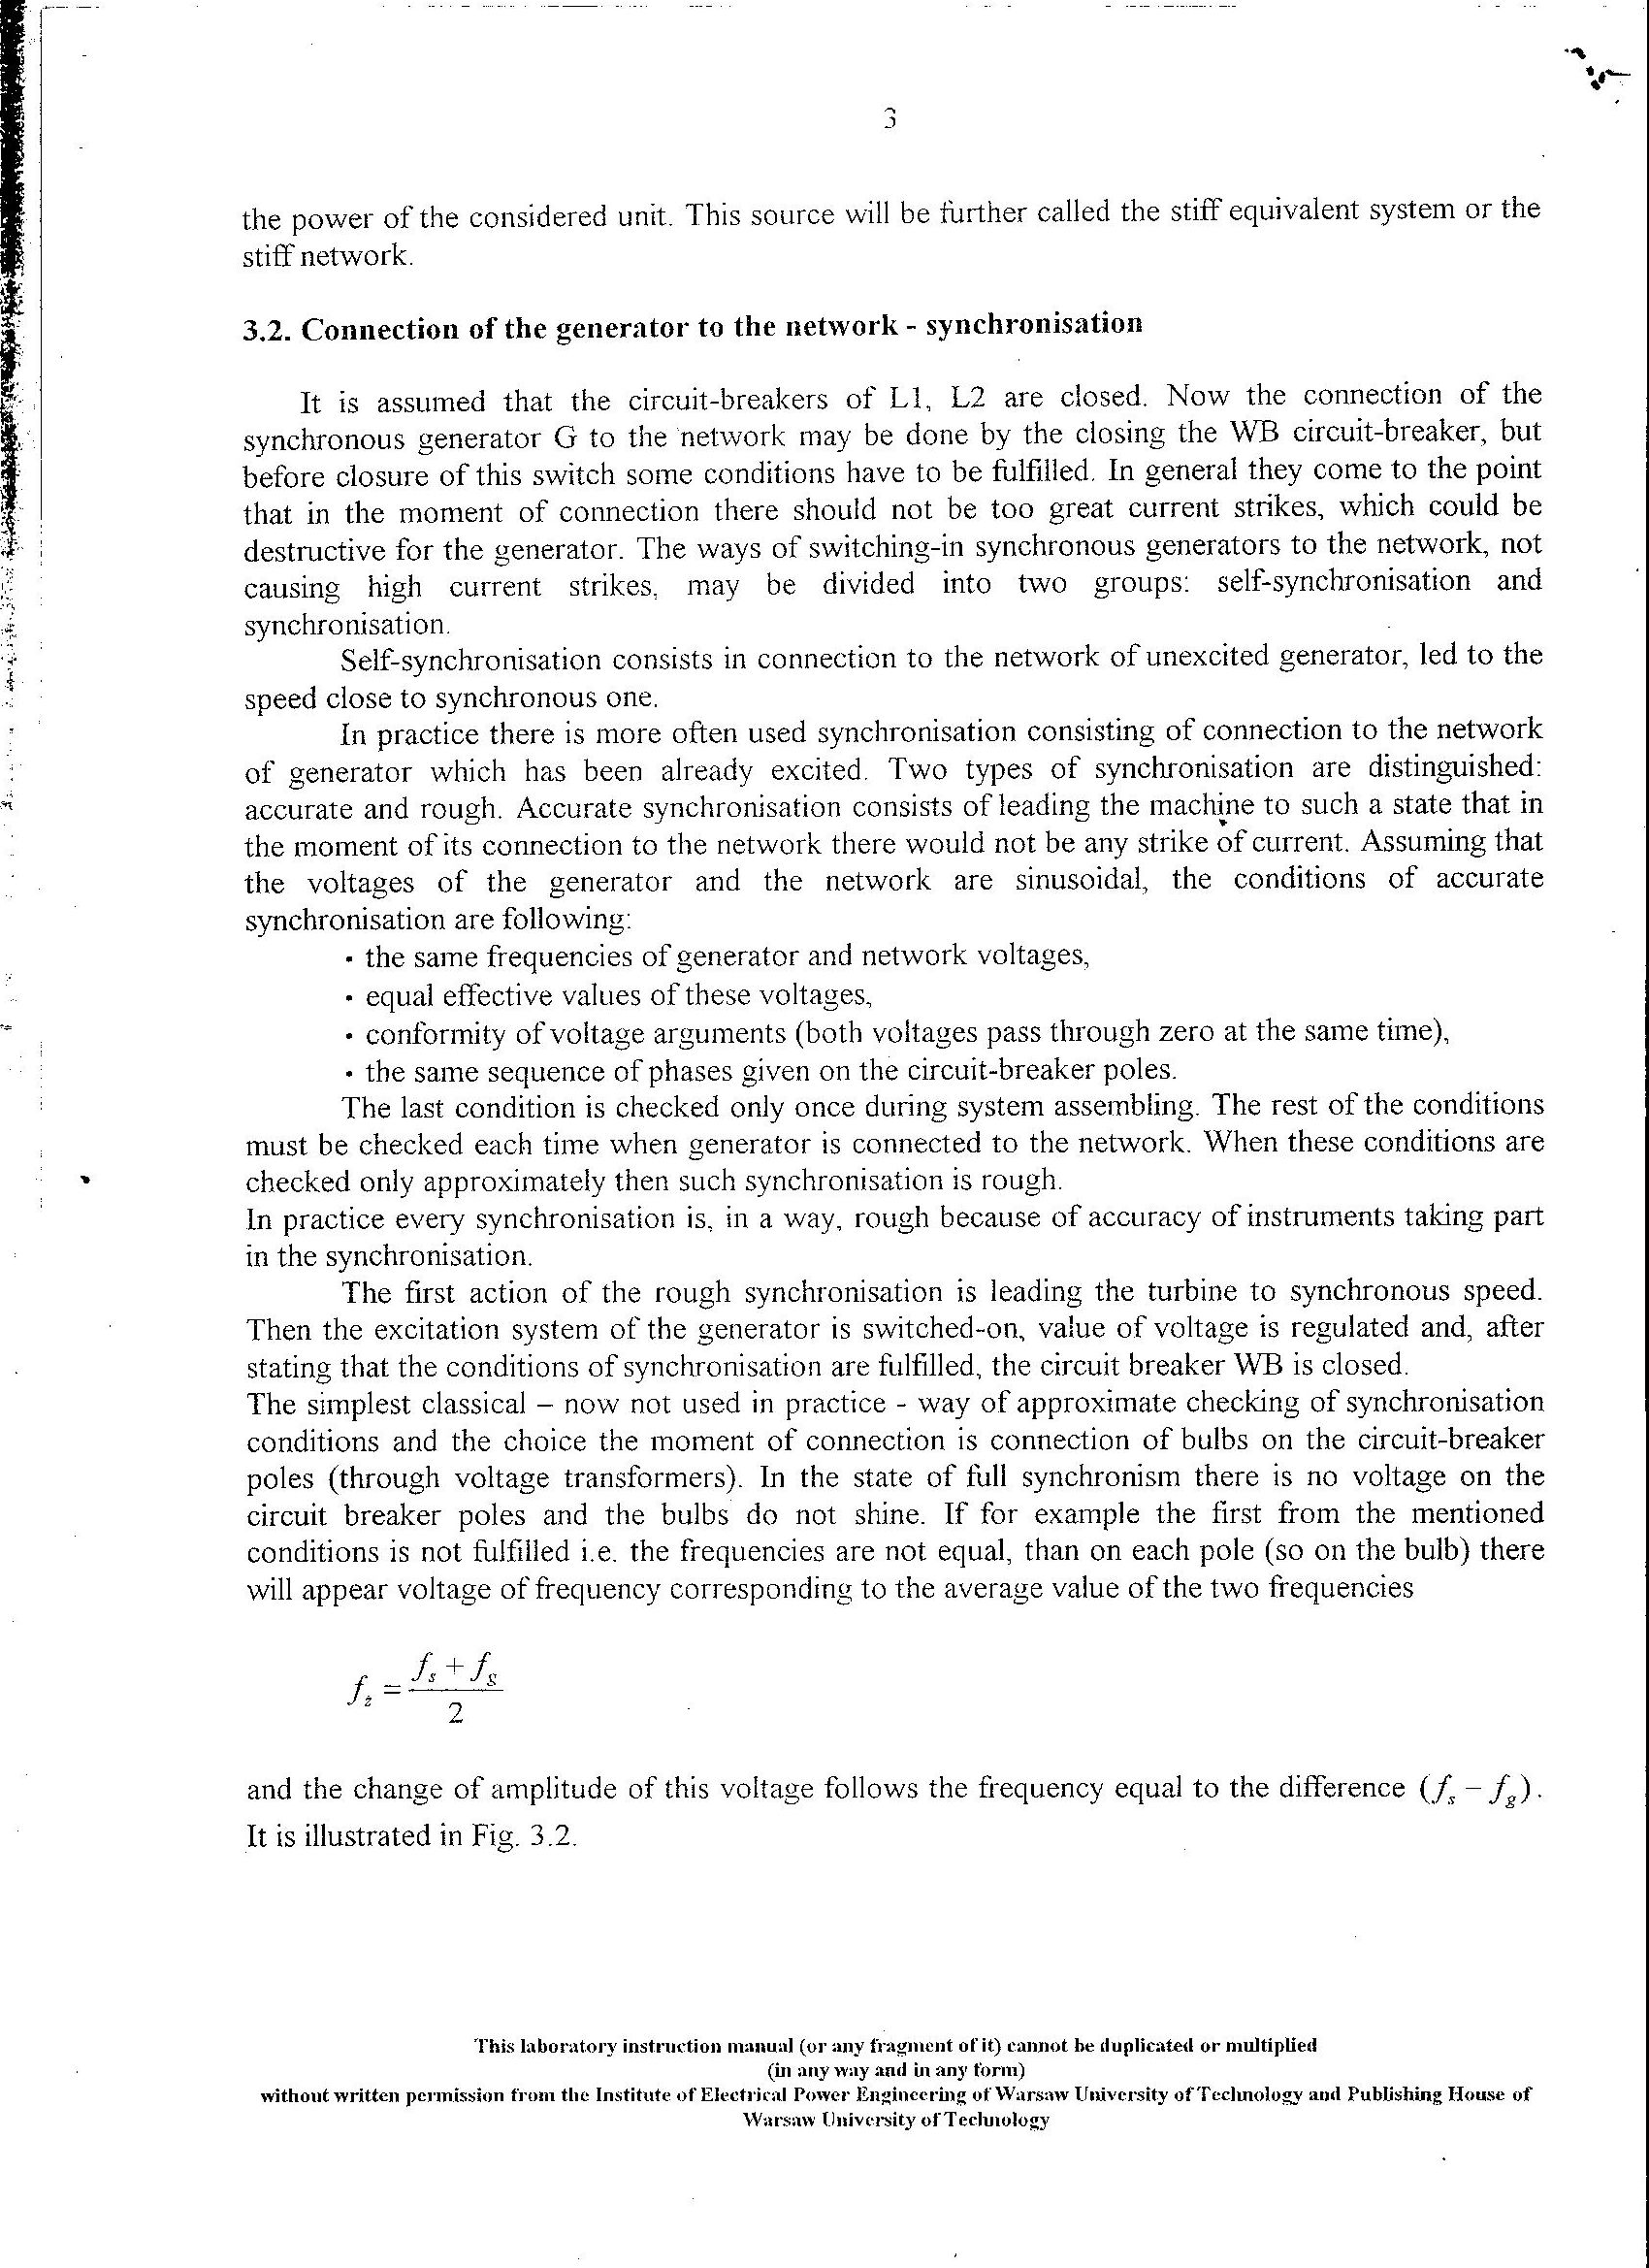 3
the power of the considered unit. This source will be further called the stiff equivalent system or the
stiff network.
3.2. Connection of the generator to the network - synchronisation
It is assumed that the circuit-breakers of L1, L2 are closed. Now the connection of the
synchronous generator G to the network may be done by the closing the WB circuit-breaker, but
before closure of this switch some conditions have to be fulfilled. In general they come to the point
that in the moment of connection there should not be too great current strikes, which could be
destructive for the generator. The ways of switching-in synchronous generators to the network, not
causing high current strikes, may be divided into two groups: self-synchronisation and
synchronisation.
Self-synchronisation consists in connection to the network of unexcited generator, led to the
speed close to synchronous one.
In practice there is more often used synchronisation consisting of connection to the network
of generator which has been already excited. Two types of synchronisation are distinguished:
accurate and rough. Accurate synchronisation consists of leading the machine to such a state that in
the moment of its connection to the network there would not be any strike of current. Assuming that
the voltages of the generator and the network are sinusoidal, the conditions of accurate
synchronisation are following:
• the same frequencies of generator and network voltages,
• equal effective values of these voltages,
• conformity of voltage arguments (both voltages pass through zero at the same time),
• the same sequence of phases given on the circuit-breaker poles.
The last condition is checked only once during system assembling. The rest of the conditions
must be checked each time when generator is connected to the network. When these conditions are
checked only approximately then such synchronisation is rough.
In practice every synchronisation is, in a way, rough because of accuracy of instruments taking part
in the synchronisation.
The first action of the rough synchronisation is leading the turbine to synchronous speed.
Then the excitation system of the generator is switched-on, value of voltage is regulated and, after
stating that the conditions of synchronisation are fulfilled, the circuit breaker WB is closed.
The simplest classical – now not used in practice - way of approximate checking of synchronisation
conditions and the choice the moment of connection is connection of bulbs on the circuit-breaker
poles (through voltage transformers). In the state of full synchronism there is no voltage on the
circuit breaker poles and the bulbs do not shine. If for example the first from the mentioned
conditions is not fulfilled i.e. the frequencies are not equal, than on each pole (so on the bulb) there
will appear voltage of frequency corresponding to the average value of the two frequencies
f_z = (f_s + f_g) / 2
and the change of amplitude of this voltage follows the frequency equal to the difference (f_s − f_g).
It is illustrated in Fig. 3.2.
This laboratory instruction manual (or any fragment of it) cannot be duplicated or multiplied
(in any way and in any form)
without written permission from the Institute of Electrical Power Engineering of Warsaw University of Technology and Publishing House of
Warsaw University of Technology